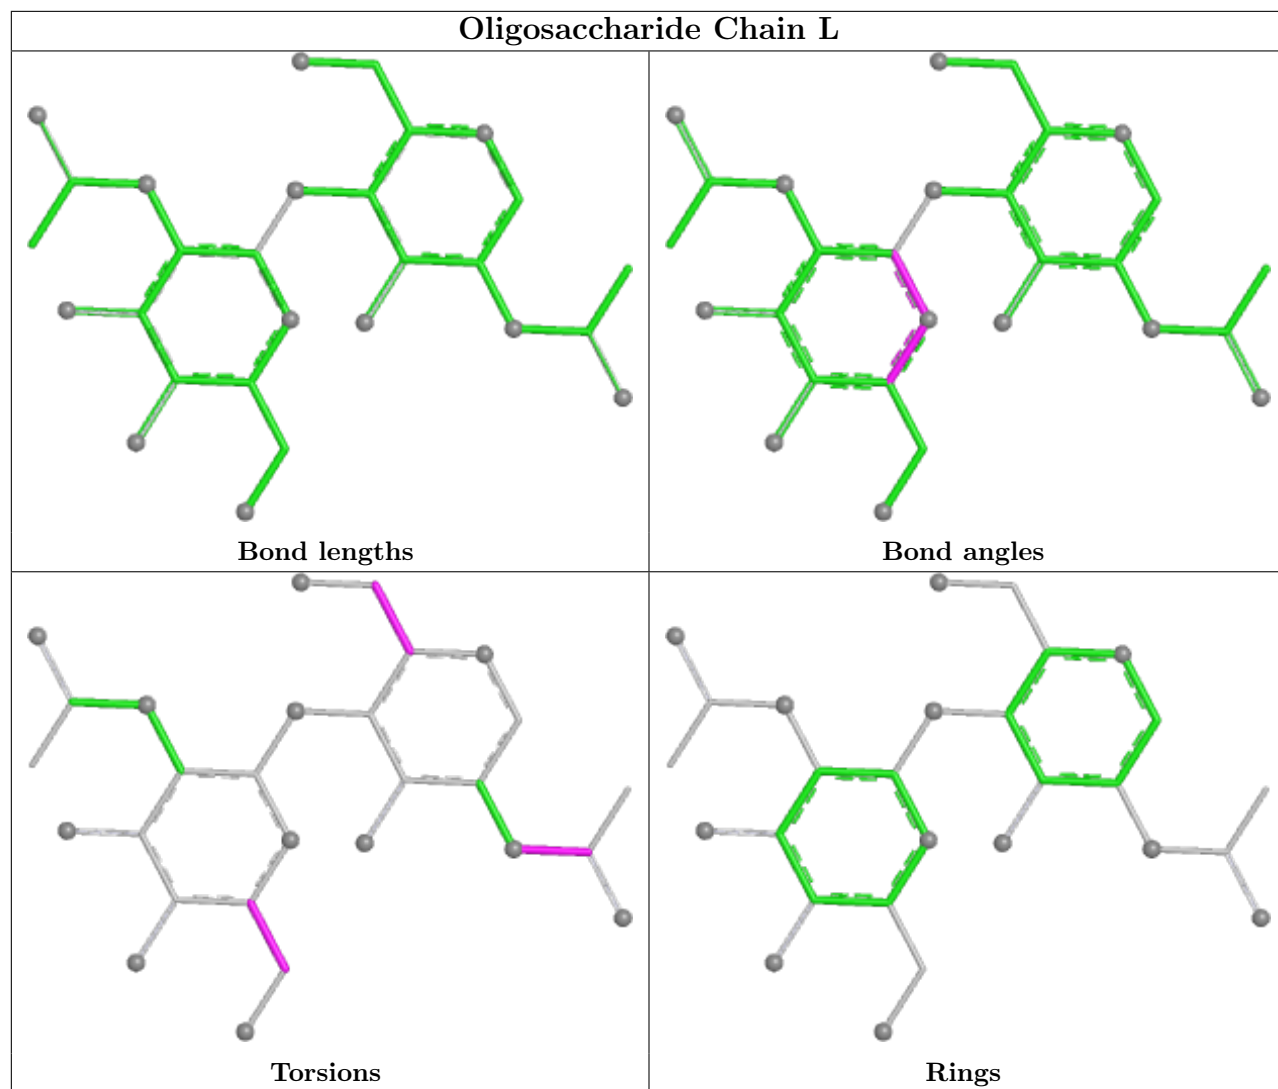 Oligosaccharide Chain L
Bond lengths
Bond angles
Torsions
Rings